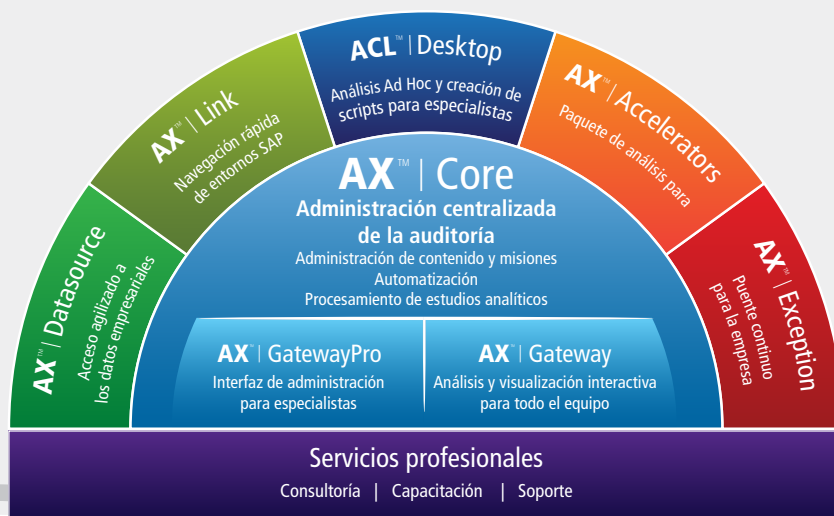 AX™ | Datasource
Acceso agilizado a
los datos empresariales
AX™ | Link
Navegación rápida
de entornos SAP
ACL™ | Desktop
Análisis Ad Hoc y creación de
scripts para especialistas
AX™ | Accelerators
Paquete de análisis para
AX™ | Exception
Puente continuo
para la empresa
AX™ | Core
Administración centralizada
de la auditoría
Administración de contenido y misiones
Automatización
Procesamiento de estudios analíticos
AX™ | GatewayPro
Interfaz de administración
para especialistas
AX™ | Gateway
Análisis y visualización interactiva
para todo el equipo
Servicios profesionales
Consultoría | Capacitación | Soporte